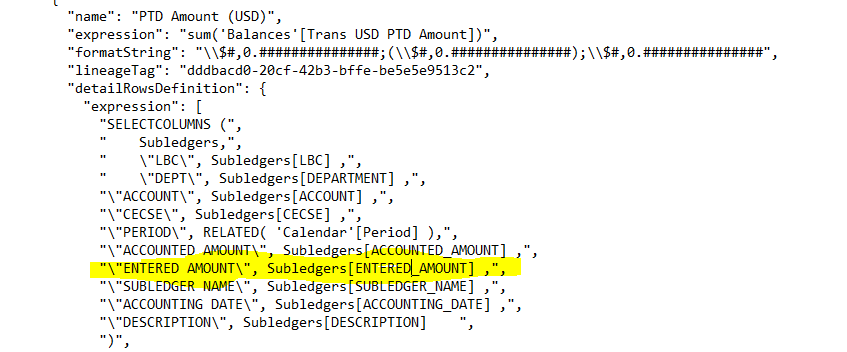 {
"name": "PTD Amount (USD)",
"expression": "sum('Balances'[Trans USD PTD Amount])",
"formatString": "\\$#,0.###############;(\\$#,0.###############);\\$#,0.###############",
"lineageTag": "dddbacd0-20cf-42b3-bffe-be5e5e9513c2",
"detailRowsDefinition": {
"expression": [
"SELECTCOLUMNS (",
"    Subledgers,",
"    \"LBC\", Subledgers[LBC] ,",
"    \"DEPT\", Subledgers[DEPARTMENT] ,",
"\"ACCOUNT\", Subledgers[ACCOUNT] ,",
"\"CECSE\", Subledgers[CECSE] ,",
"\"PERIOD\", RELATED( 'Calendar'[Period] ),",
"\"ACCOUNTED AMOUNT\", Subledgers[ACCOUNTED_AMOUNT] ,",
"\"ENTERED AMOUNT\", Subledgers[ENTERED_AMOUNT] ,",
"\"SUBLEDGER NAME\", Subledgers[SUBLEDGER_NAME] ,",
"\"ACCOUNTING DATE\", Subledgers[ACCOUNTING_DATE] ,",
"\"DESCRIPTION\", Subledgers[DESCRIPTION]    ",
")",